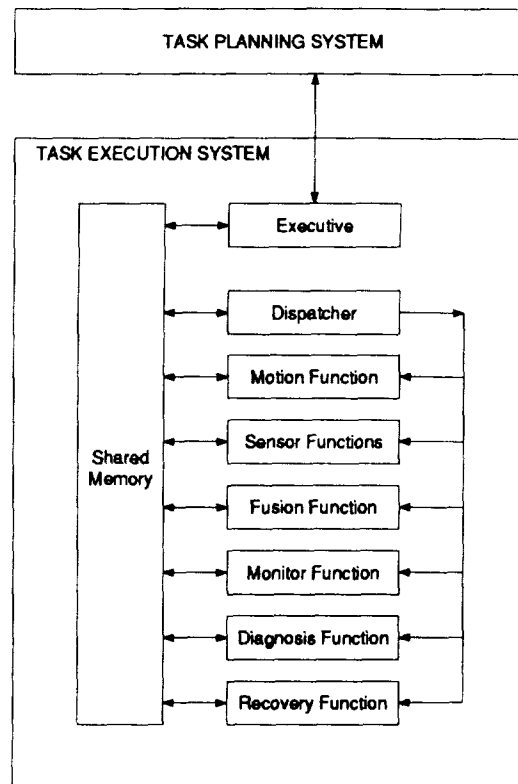 TASK PLANNING SYSTEM
TASK EXECUTION SYSTEM
Executive
Dispatcher
Motion Function
Sensor Functions
Shared
Memory
Fusion Function
Monitor Function
Diagnosis Function
Recovery Function